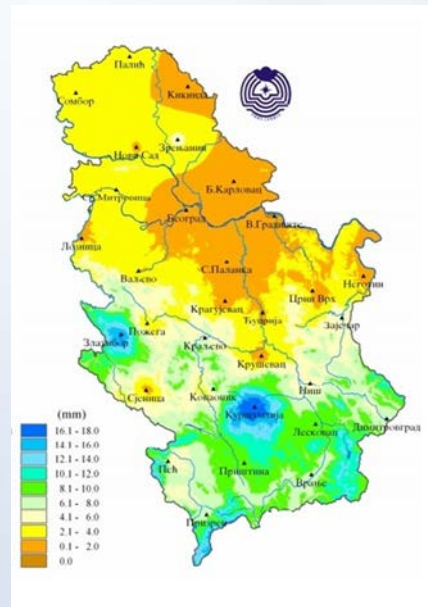 Палић
Сомбор
Кикинда
Зрењанин
Нови Сад
Б.Карловац
Ср.Митровица
Београд
В.Градиште
Лозница
С.Паланка
Ваљево
Неготин
Црни Врх
Крагујевац
Ћуприја
Зајечар
Пожега
Златибор
Краљево
Крушевац
Сјеница
Копаоник
Ниш
Куршумлија
Лесковац
Димитровград
Пећ
Приштина
Врање
Призрен
(mm)
16.1- 18.0
14.1- 16.0
12.1- 14.0
10.1- 12.0
8.1 - 10.0
6.1 - 8.0
4.1 - 6.0
2.1 - 4.0
0.1 - 2.0
0.0